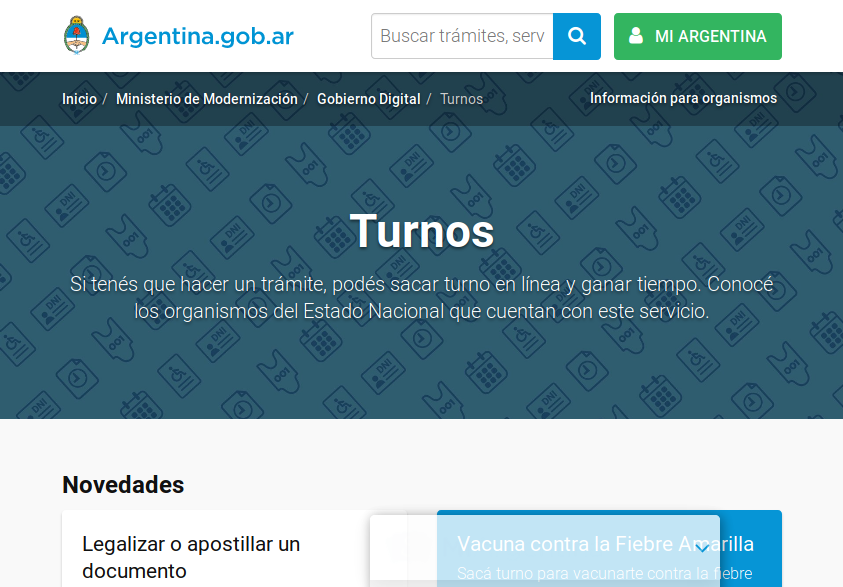 Argentina.gob.ar
Buscar trámites, serv
MI ARGENTINA
Inicio / Ministerio de Modernización / Gobierno Digital / Turnos
Información para organismos
Turnos
Si tenés que hacer un trámite, podés sacar turno en línea y ganar tiempo. Conocé
los organismos del Estado Nacional que cuentan con este servicio.
Novedades
Legalizar o apostillar un
documento
Vacuna contra la Fiebre Amarilla
Sacá turno para vacunarte contra la fiebre